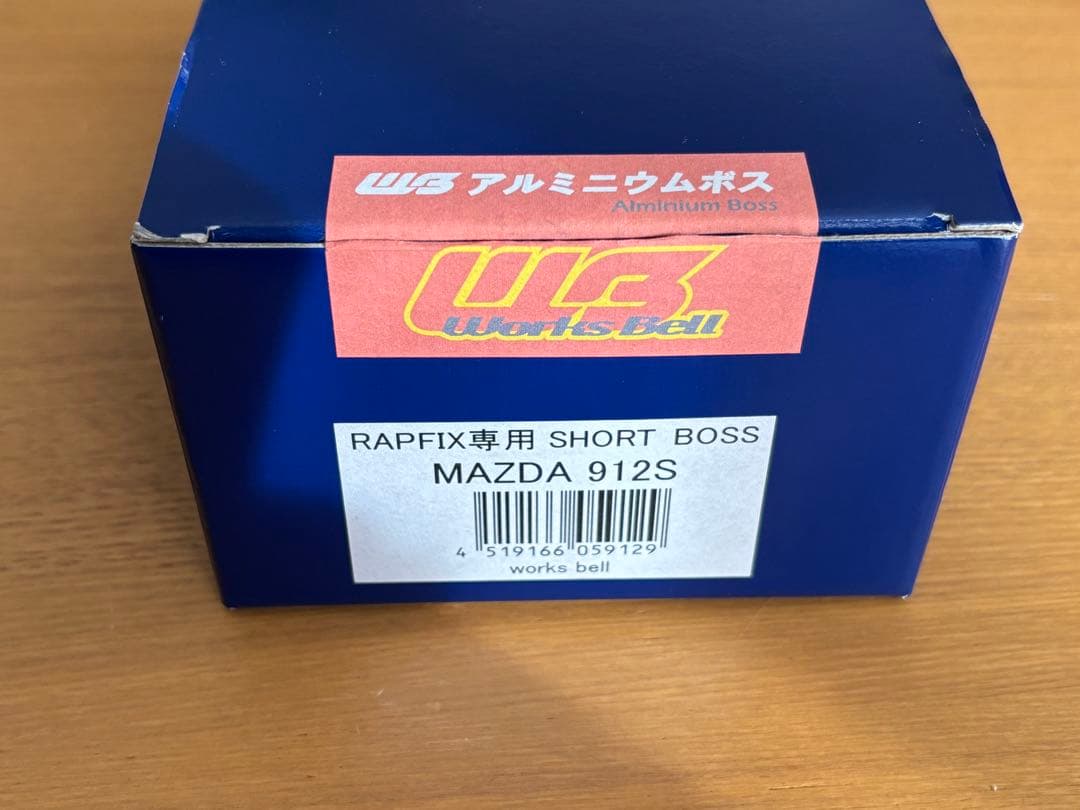 WB アルミニウムボス
Alminium Boss
WB
Works Bell
RAPFIX専用 SHORT BOSS
MAZDA 912S
4 519166 059129
works bell